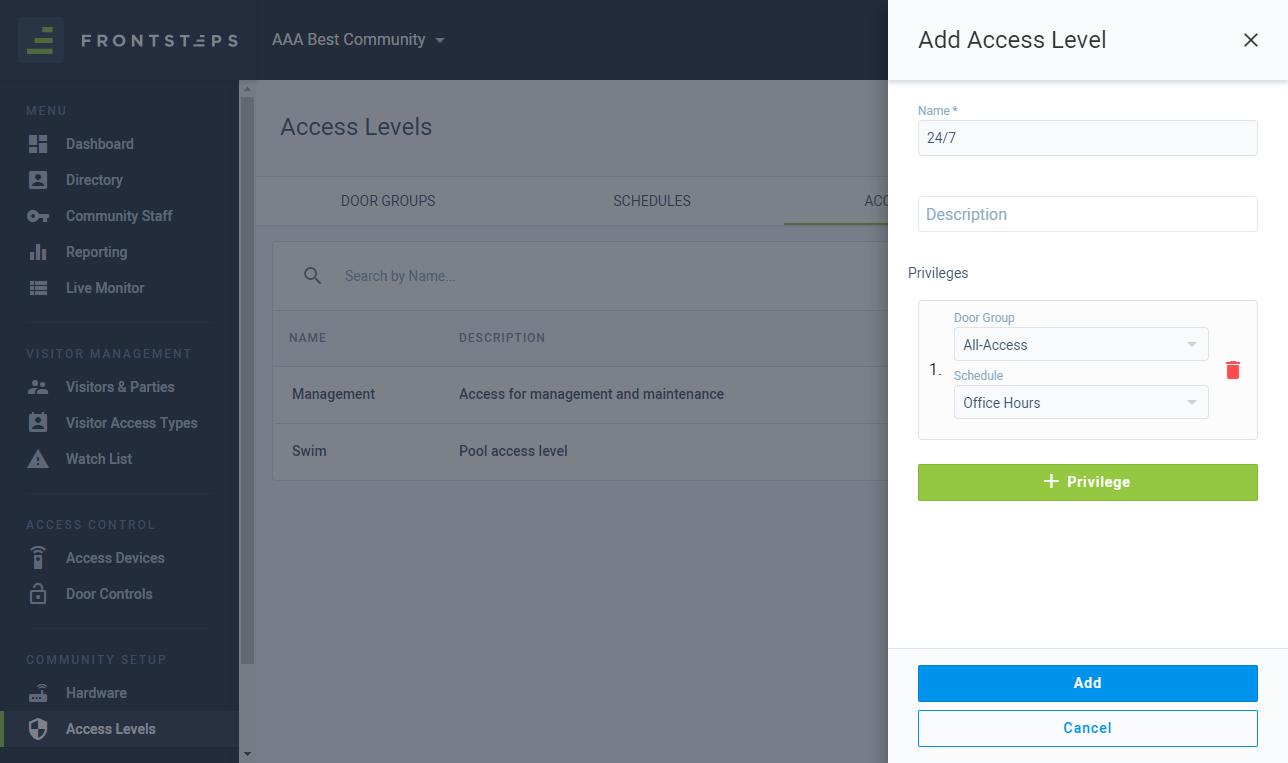 FRONTSTEPS
AAA Best Community
MENU
Dashboard
Directory
Community Staff
Reporting
Live Monitor
VISITOR MANAGEMENT
Visitors & Parties
Visitor Access Types
Watch List
ACCESS CONTROL
Access Devices
Door Controls
COMMUNITY SETUP
Hardware
Access Levels
Access Levels
DOOR GROUPS SCHEDULES ACC
Search by Name...
NAME DESCRIPTION
Management Access for management and maintenance
Swim Pool access level
Add Access Level
Name *
24/7
Description
Privileges
Door Group
All-Access
1.
Schedule
Office Hours
+ Privilege
Add
Cancel